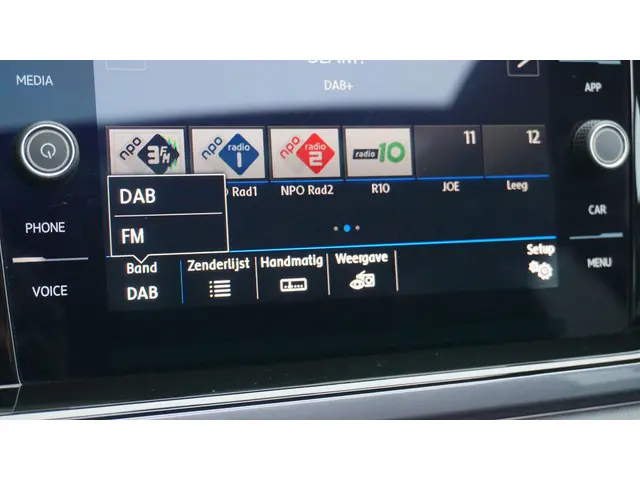 MEDIA
APP
DAB+
npo 3FM
npo radio 1
npo radio 2
radio 10
11
12
Rad1
NPO Rad2
R10
JOE
Leeg
DAB
FM
PHONE
CAR
VOICE
MENU
Band
DAB
Zenderlijst
Handmatig
Weergave
Setup